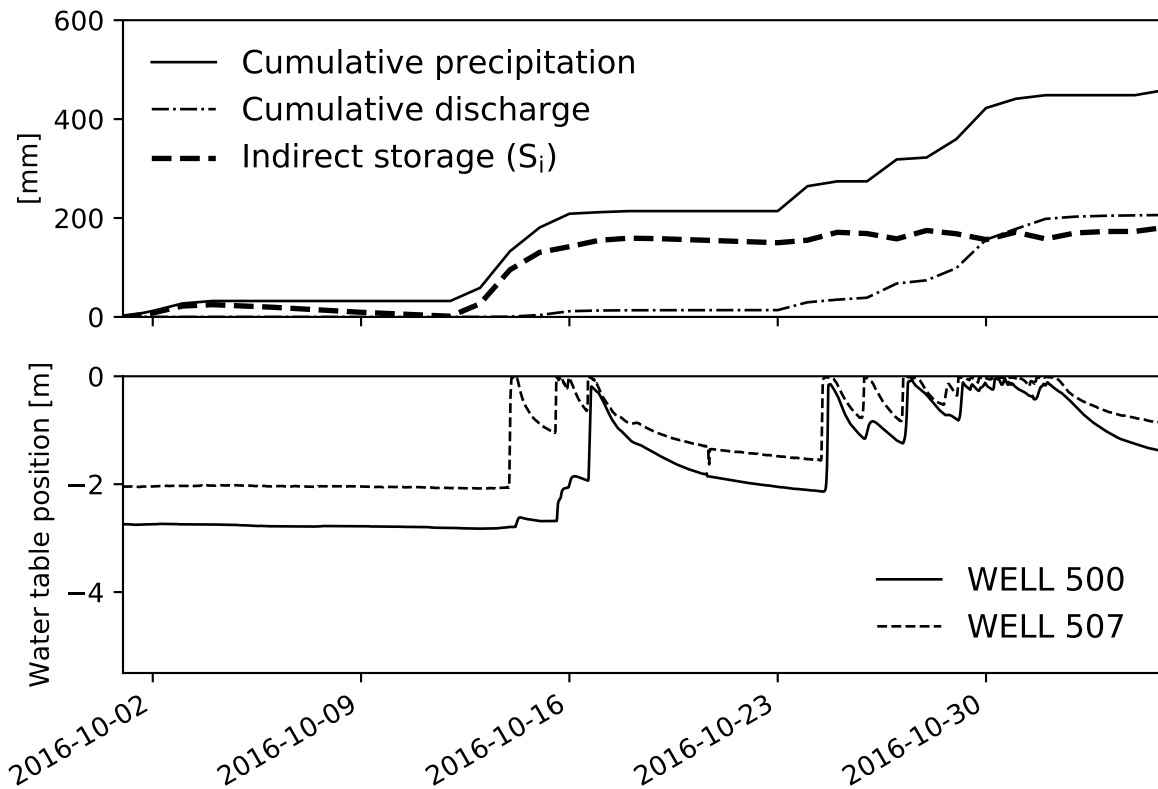 600
400
200
0
[mm]
Cumulative precipitation
Cumulative discharge
Indirect storage (Sᵢ)
0
−2
−4
Water table position [m]
WELL 500
WELL 507
2016-10-02
2016-10-09
2016-10-16
2016-10-23
2016-10-30